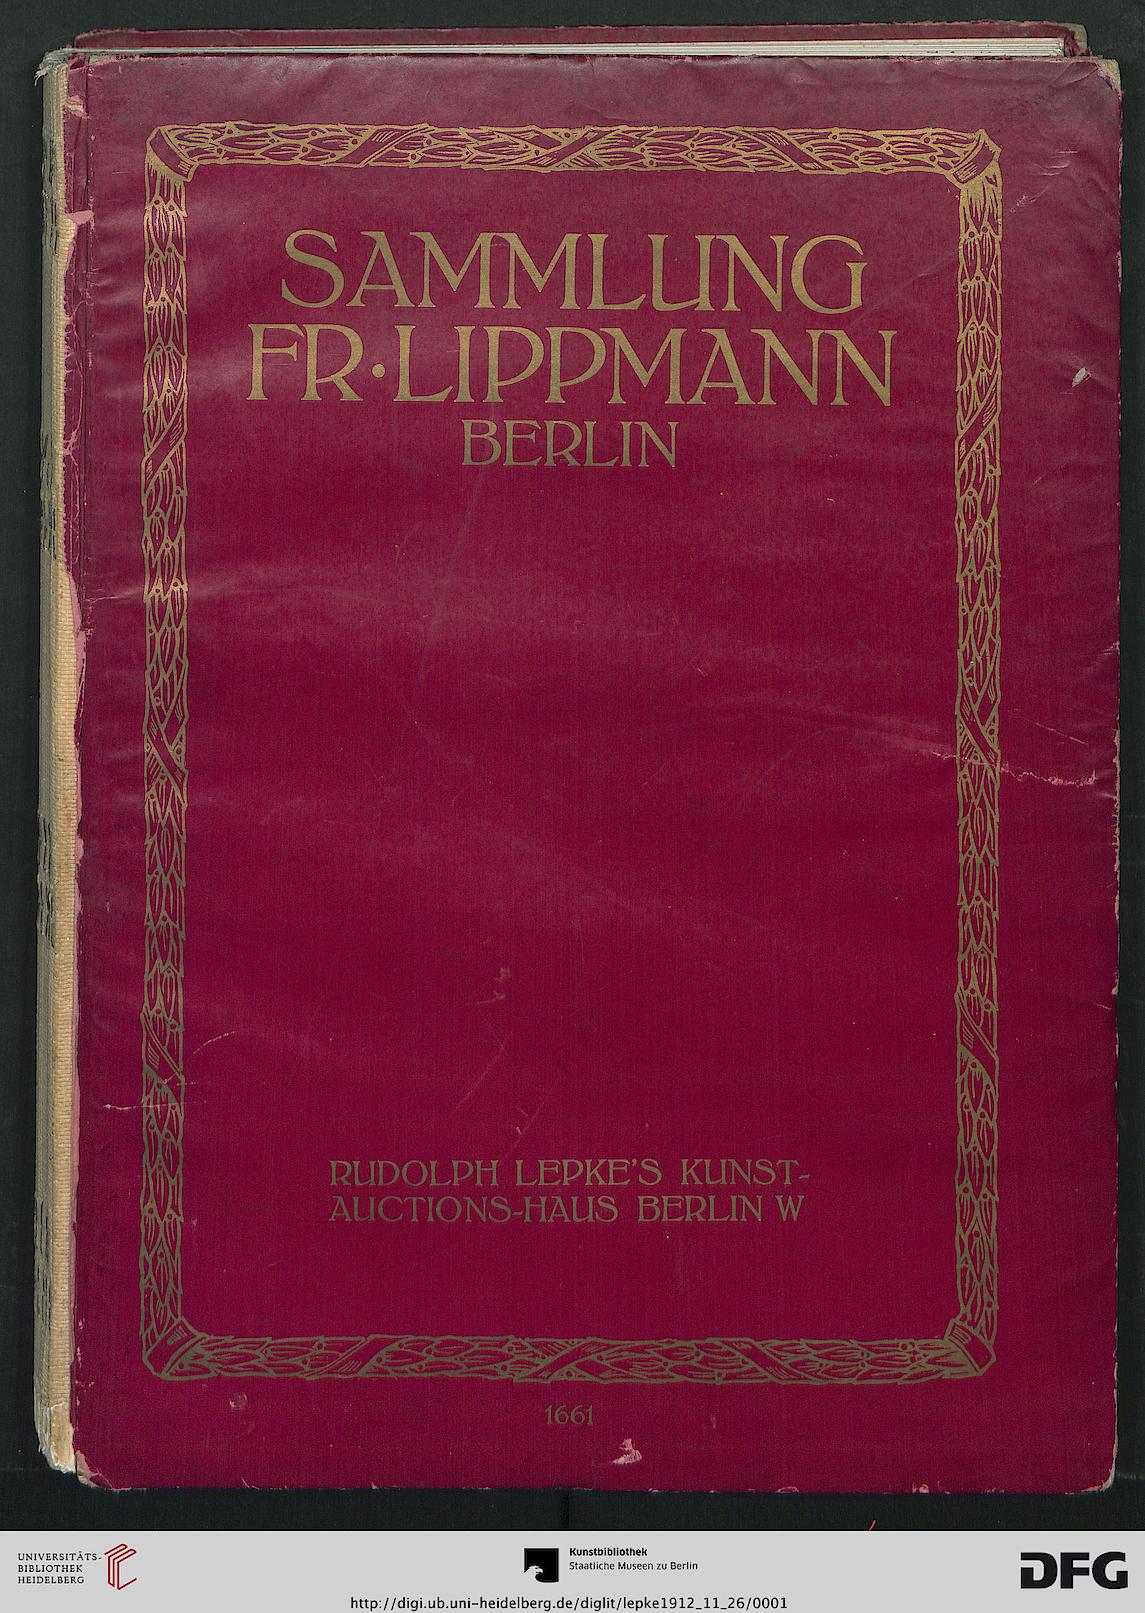 SAMMLUNG
FR·LIPPMANN
BERLIN
RUDOLPH LEPKE'S KUNST-
AUCTIONS-HAUS BERLIN W
1661
UNIVERSITÄTS-
BIBLIOTHEK
HEIDELBERG
Kunstbibliothek
Staatliche Museen zu Berlin
DFG
http://digi.ub.uni-heidelberg.de/diglit/lepke1912_11_26/0001